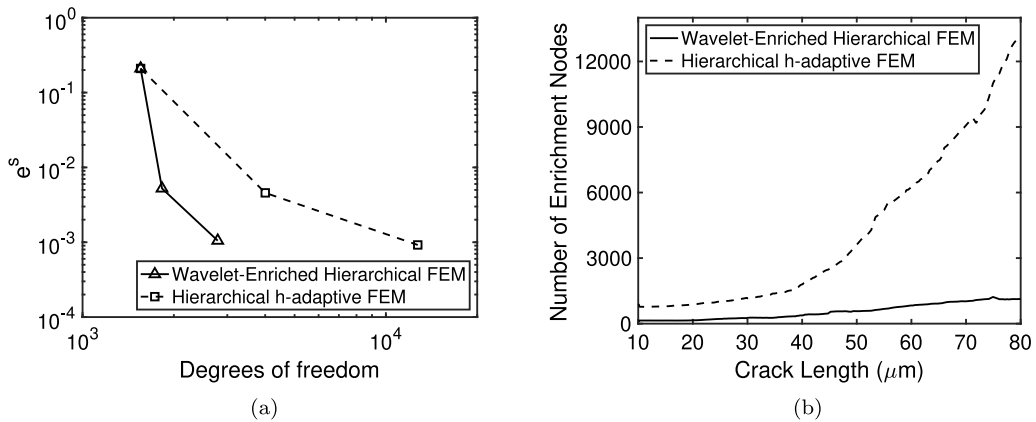 10^0
10^-1
10^-2
10^-3
10^-4
e^s
10^3
10^4
Degrees of freedom
Wavelet-Enriched Hierarchical FEM
Hierarchical h-adaptive FEM
(a)
Number of Enrichment Nodes
12000
9000
6000
3000
0
10 20 30 40 50 60 70 80
Crack Length (μm)
Wavelet-Enriched Hierarchical FEM
Hierarchical h-adaptive FEM
(b)